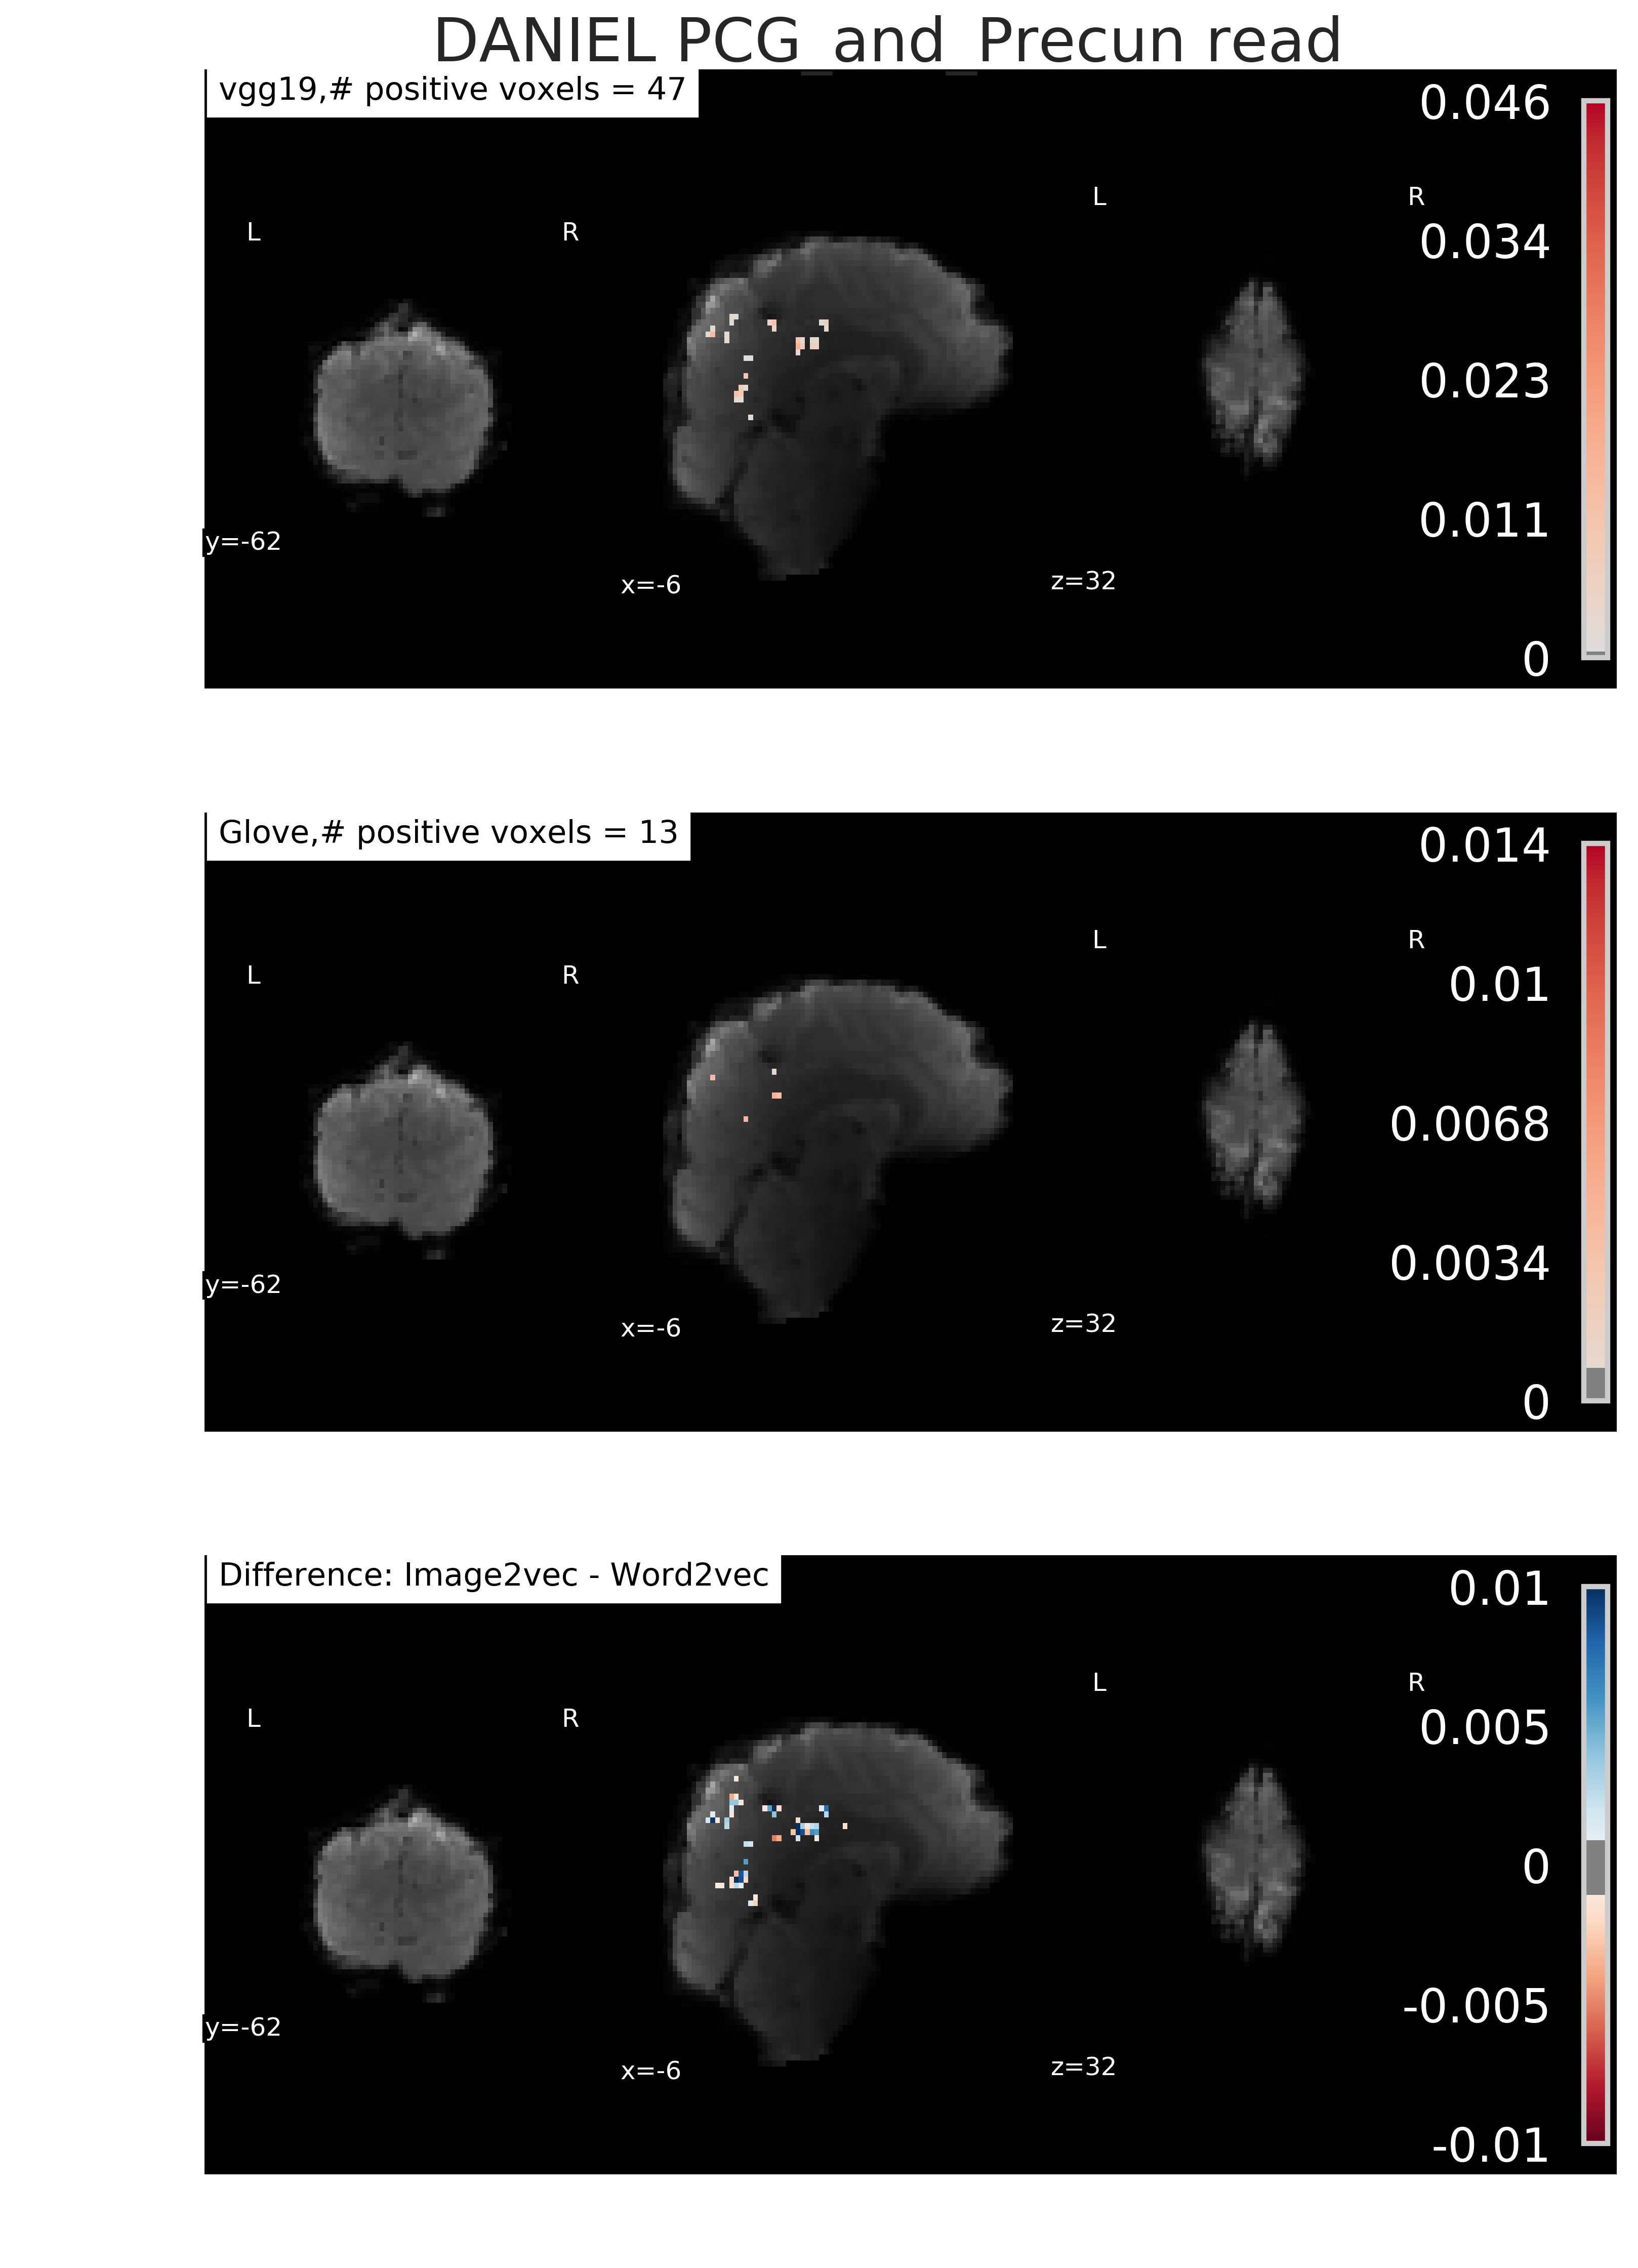 DANIEL PCG_and_Precun read
vgg19,# positive voxels = 47
0.046
L R
0.034
L R
0.023
0.011
y=-62
x=-6
z=32
0
Glove,# positive voxels = 13
0.014
L R
0.01
L R
0.0068
0.0034
y=-62
x=-6
z=32
0
Difference: Image2vec - Word2vec
0.01
L R
0.005
L R
0
-0.005
y=-62
x=-6
z=32
-0.01